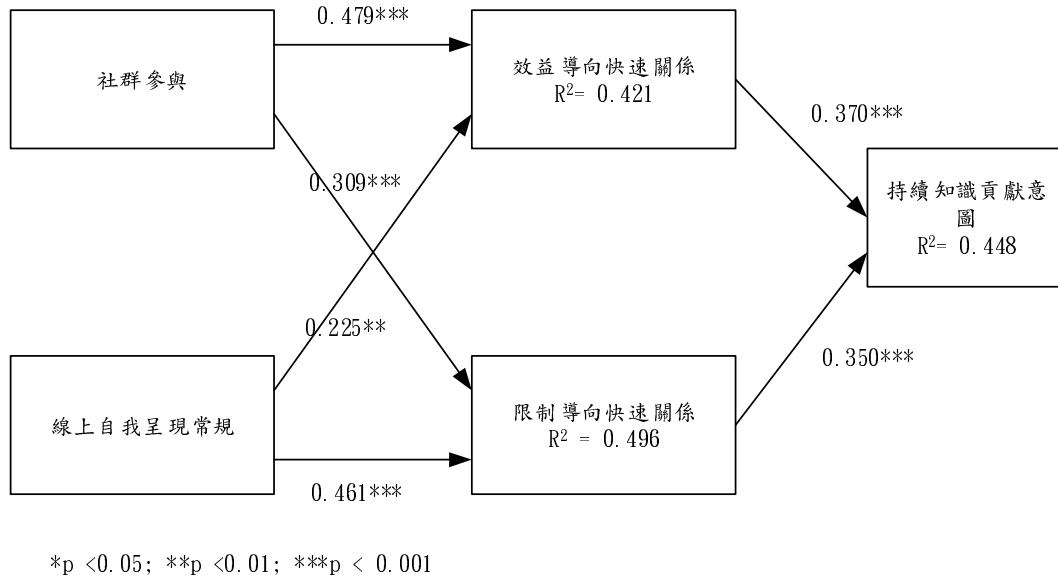 0.479***
社群參與
效益導向快速關係
R²= 0.421
0.370***
0.309***
持續知識貢獻意
圖
R²= 0.448
0.225**
0.350***
線上自我呈現常規
限制導向快速關係
R² = 0.496
0.461***
*p <0.05; **p <0.01; ***p < 0.001